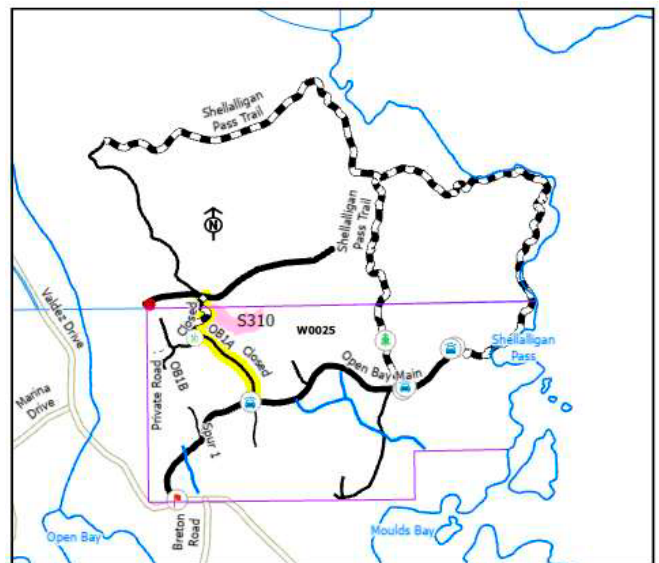 Shellalligan
Pass Trail
Shellalligan
Pass Trail
N
Valdez Drive
Closed
S310
W0025
OB1A
Closed
Shellalligan
Pass
Open Bay Main
OB1B
Private Road
Marina
Drive
Spur 1
Breton
Road
Open Bay
Moulds Bay